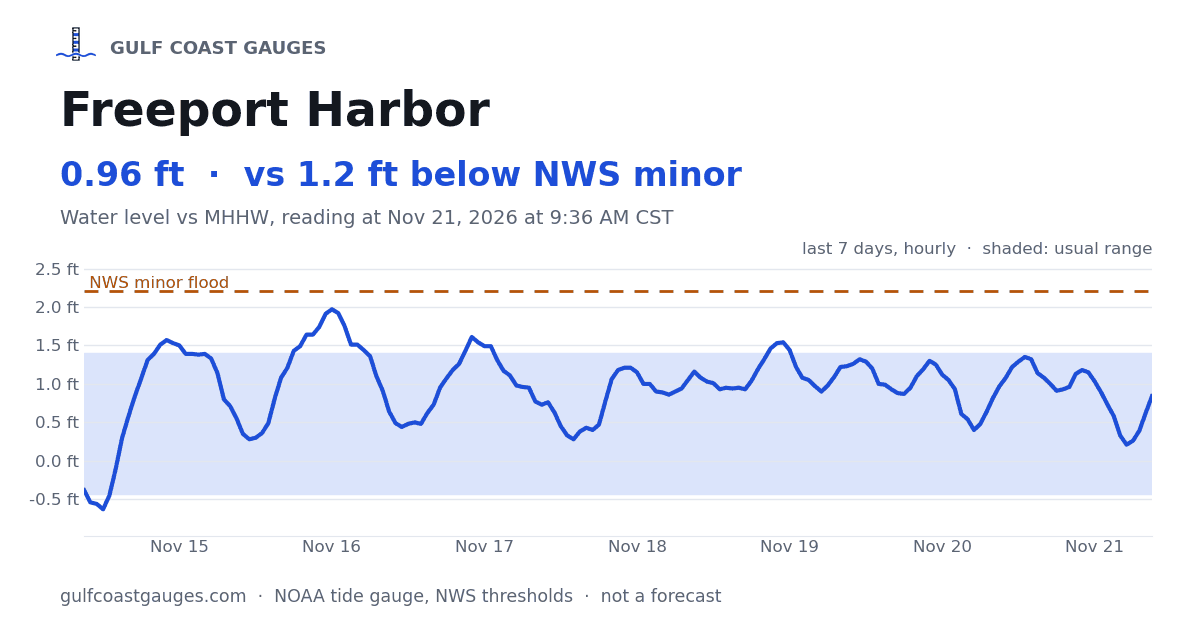 GULF COAST GAUGES
Freeport Harbor
0.96 ft · vs 1.2 ft below NWS minor
Water level vs MHHW, reading at Nov 21, 2026 at 9:36 AM CST
last 7 days, hourly · shaded: usual range
2.5 ft
NWS minor flood
2.0 ft
1.5 ft
1.0 ft
0.5 ft
0.0 ft
-0.5 ft
Nov 15 Nov 16 Nov 17 Nov 18 Nov 19 Nov 20 Nov 21
gulfcoastgauges.com · NOAA tide gauge, NWS thresholds · not a forecast